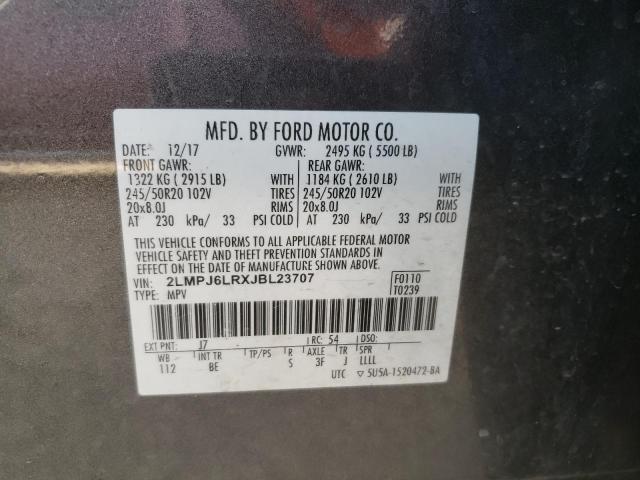 MFD. BY FORD MOTOR CO.
DATE: 12/17 GVWR: 2495 KG ( 5500 LB)
FRONT GAWR: REAR GAWR:
1322 KG ( 2915 LB) WITH 1184 KG ( 2610 LB) WITH
245/50R20 102V TIRES 245/50R20 102V TIRES
20x8.0J RIMS 20x8.0J RIMS
AT 230 kPa/ 33 PSI COLD AT 230 kPa/ 33 PSI COLD
THIS VEHICLE CONFORMS TO ALL APPLICABLE FEDERAL MOTOR
VEHICLE SAFETY AND THEFT PREVENTION STANDARDS IN
EFFECT ON THE DATE OF MANUFACTURE SHOWN ABOVE.
VIN: 2LMPJ6LRXJBL23707 F0110
TYPE: MPV T0239
EXT PNT: J7 RC: 54 DSO:
WB INT TR TP/PS R AXLE TR SPR
112 BE S 3F J LLLL
UTC ▽ 5U5A-1520472-BA